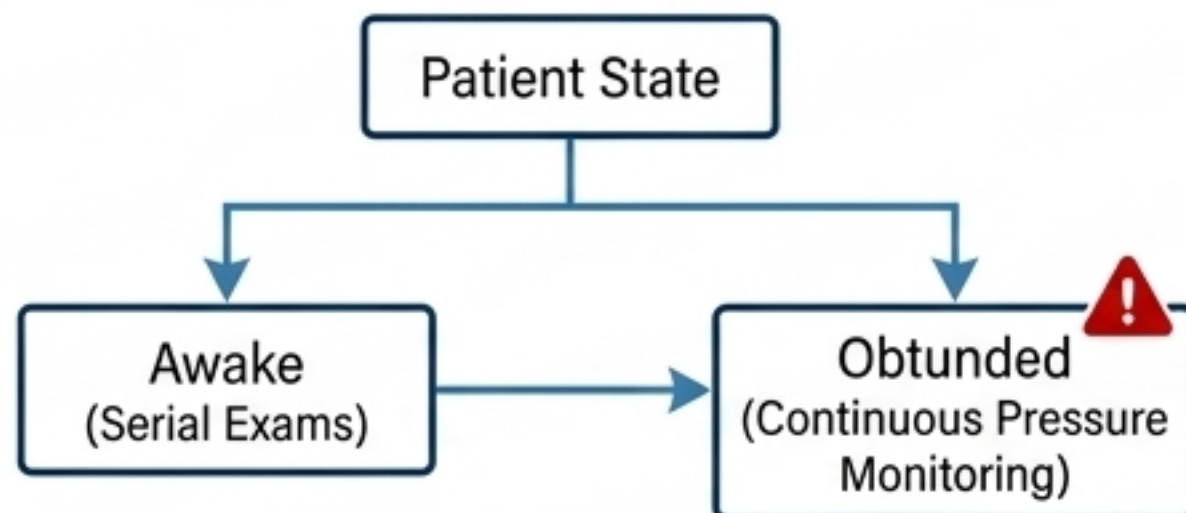 Patient State
Awake
(Serial Exams)
!
Obtunded
(Continuous Pressure
Monitoring)